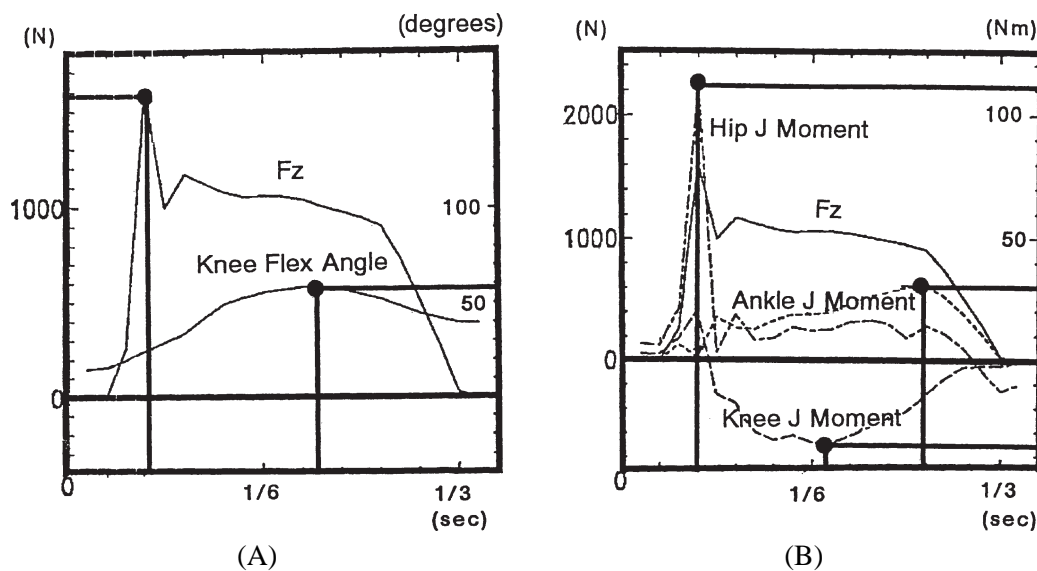 (N)
(degrees)
1000
0
Fz
Knee Flex Angle
100
50
0
1/6
1/3
(sec)
(A)
(N)
(Nm)
2000
1000
0
Hip J Moment
Fz
Ankle J Moment
Knee J Moment
100
50
0
1/6
1/3
(sec)
(B)